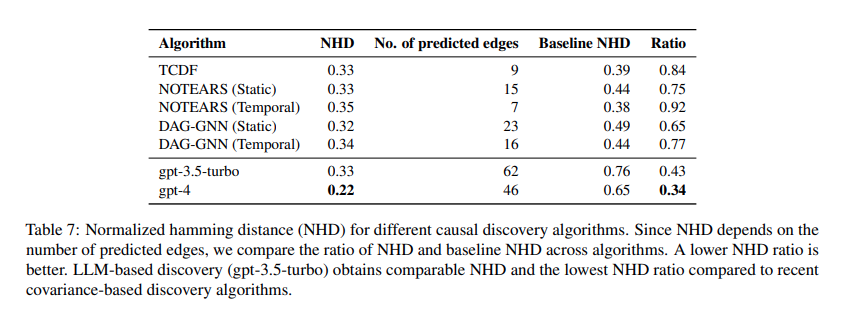 Algorithm NHD No. of predicted edges Baseline NHD Ratio
TCDF 0.33 9 0.39 0.84
NOTEARS (Static) 0.33 15 0.44 0.75
NOTEARS (Temporal) 0.35 7 0.38 0.92
DAG-GNN (Static) 0.32 23 0.49 0.65
DAG-GNN (Temporal) 0.34 16 0.44 0.77
gpt-3.5-turbo 0.33 62 0.76 0.43
gpt-4 0.22 46 0.65 0.34
Table 7: Normalized hamming distance (NHD) for different causal discovery algorithms. Since NHD depends on the
number of predicted edges, we compare the ratio of NHD and baseline NHD across algorithms. A lower NHD ratio is
better. LLM-based discovery (gpt-3.5-turbo) obtains comparable NHD and the lowest NHD ratio compared to recent
covariance-based discovery algorithms.